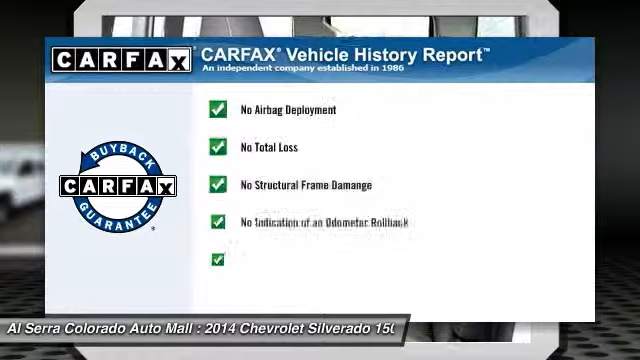 CARFAX
CARFAX® Vehicle History Report™
An independent company established in 1986
No Airbag Deployment
No Total Loss
No Structural Frame Damange
No Indication of an Odometer Rollback
BUYBACK
CARFAX
GUARANTEE
Al Serra Colorado Auto Mall : 2014 Chevrolet Silverado 150